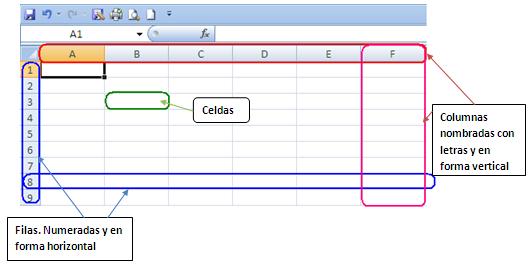 A1
fx
A B C D E F
1
2
3
4
5
6
7
8
9
Celdas
Columnas
nombradas con
letras y en
forma vertical
Filas. Numeradas y en
forma horizontal